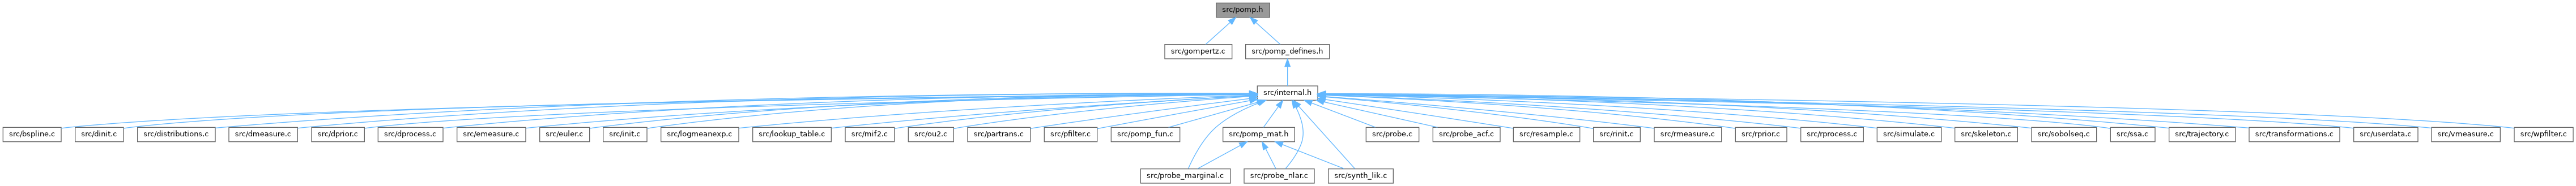 src/pomp.h
src/gompertz.c
src/pomp_defines.h
src/internal.h
src/bspline.c
src/dinit.c
src/distributions.c
src/dmeasure.c
src/dprior.c
src/dprocess.c
src/emeasure.c
src/euler.c
src/init.c
src/logmeanexp.c
src/lookup_table.c
src/mif2.c
src/ou2.c
src/partrans.c
src/pfilter.c
src/pomp_fun.c
src/pomp_mat.h
src/probe.c
src/probe_acf.c
src/resample.c
src/rinit.c
src/rmeasure.c
src/rprior.c
src/rprocess.c
src/simulate.c
src/skeleton.c
src/sobolseq.c
src/ssa.c
src/trajectory.c
src/transformations.c
src/userdata.c
src/vmeasure.c
src/wpfilter.c
src/probe_marginal.c
src/probe_nlar.c
src/synth_lik.c